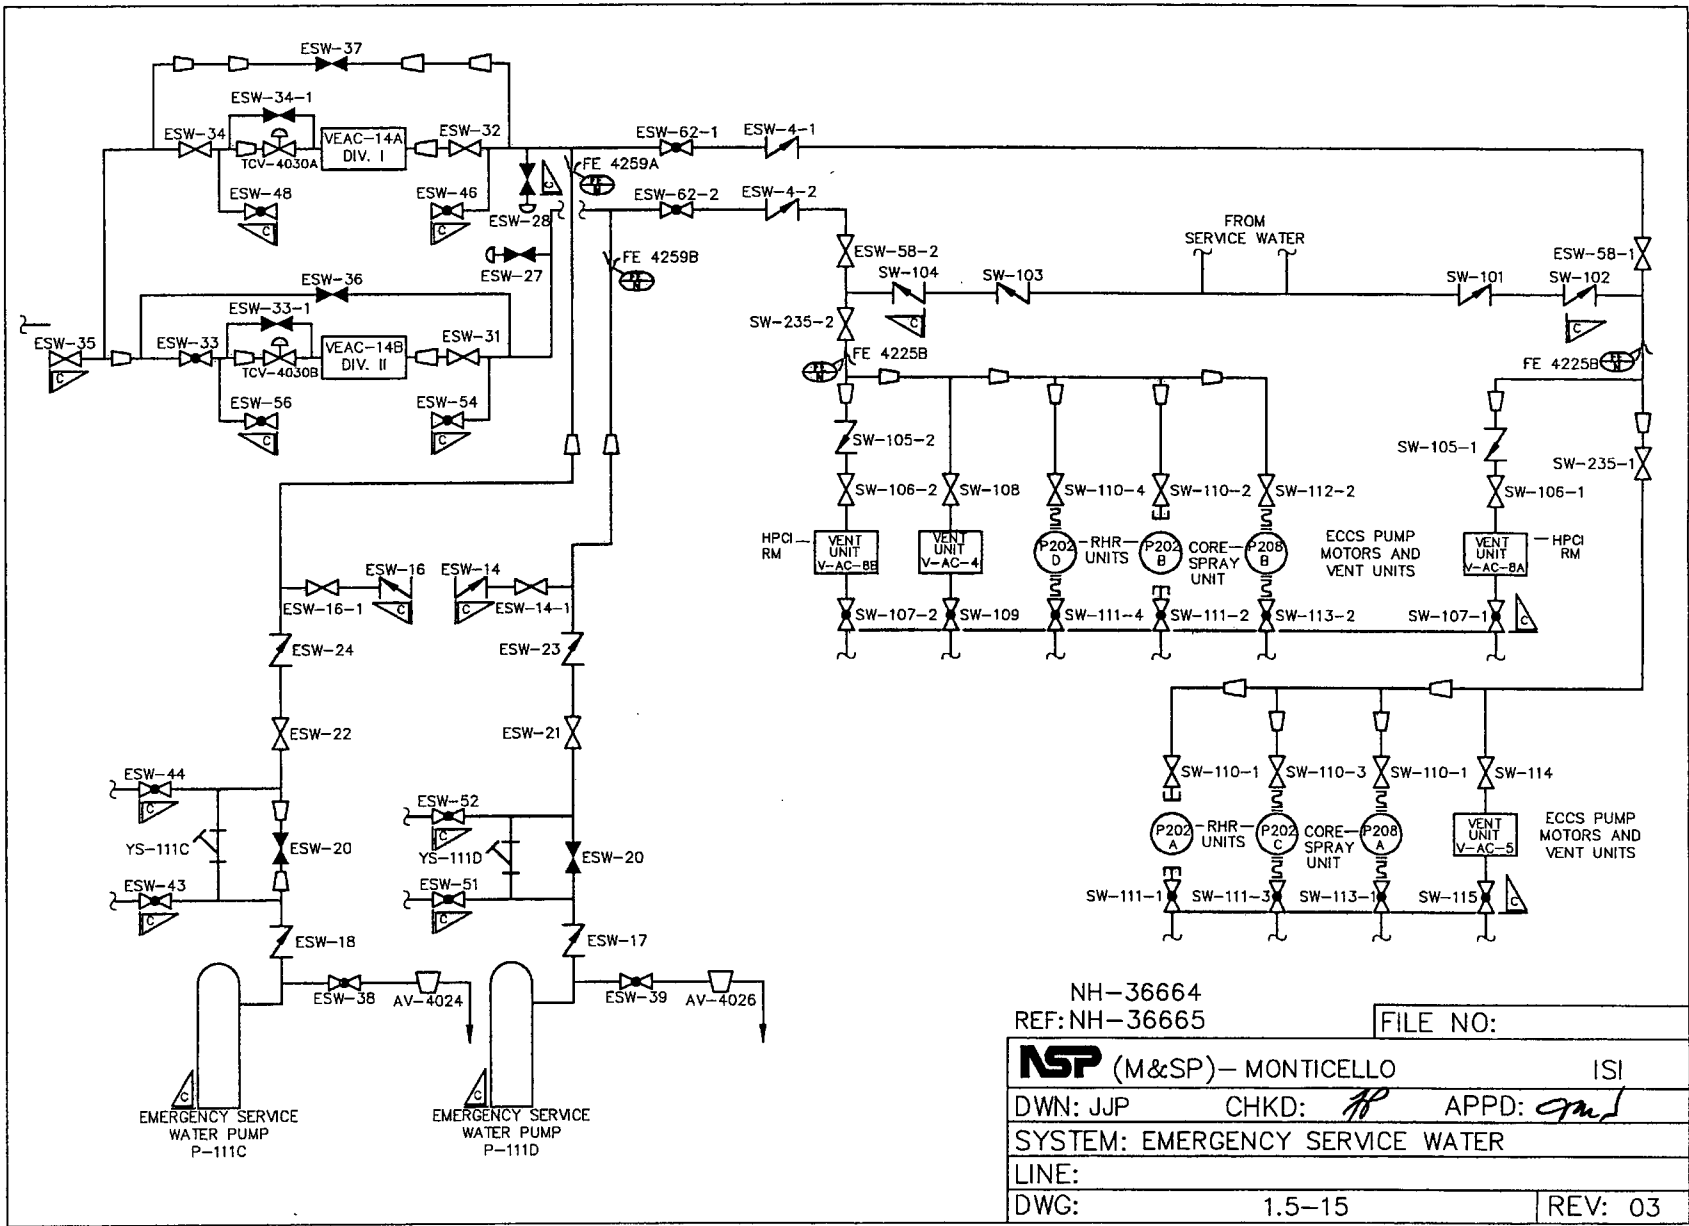 ESW-37
ESW-34-1
ESW-34
TCV-4030A
VEAC-14A
DIV. I
ESW-32
ESW-48
ESW-46
C
C
C
ESW-28
FE 4259A
FE
N
ESW-62-1
ESW-4-1
ESW-62-2
ESW-4-2
ESW-27
FE 4259B
FE
N
ESW-36
ESW-33-1
ESW-35
C
ESW-33
TCV-4030B
VEAC-14B
DIV. II
ESW-31
ESW-56
C
ESW-54
C
ESW-58-2
FROM
SERVICE WATER
ESW-58-1
SW-104
C
SW-103
SW-101
SW-102
C
SW-235-2
FE 4225B
FE
N
FE 4225B
FE
N
SW-105-2
SW-105-1
SW-235-1
SW-106-2
SW-108
SW-110-4
SW-110-2
SW-112-2
SW-106-1
HPCI
RM
VENT
UNIT
V-AC-8B
VENT
UNIT
V-AC-4
P202
D
RHR
UNITS
P202
B
CORE
SPRAY
UNIT
P208
B
ECCS PUMP
MOTORS AND
VENT UNITS
VENT
UNIT
V-AC-8A
HPCI
RM
SW-107-2
SW-109
SW-111-4
SW-111-2
SW-113-2
SW-107-1
C
ESW-16
C
ESW-16-1
ESW-14
C
ESW-14-1
ESW-24
ESW-23
ESW-22
ESW-21
ESW-44
C
ESW-52
C
YS-111C
ESW-20
YS-111D
ESW-20
ESW-43
C
ESW-51
C
ESW-18
ESW-17
ESW-38
AV-4024
ESW-39
AV-4026
C
EMERGENCY SERVICE
WATER PUMP
P-111C
C
EMERGENCY SERVICE
WATER PUMP
P-111D
SW-110-1
SW-110-3
SW-110-1
SW-114
P202
A
RHR
UNITS
P202
C
CORE
SPRAY
UNIT
P208
A
VENT
UNIT
V-AC-5
ECCS PUMP
MOTORS AND
VENT UNITS
SW-111-1
SW-111-3
SW-113-1
SW-115
C
NH-36664
REF: NH-36665
FILE NO:
NSP (M&SP)- MONTICELLO ISI
DWN: JJP CHKD: APPD:
SYSTEM: EMERGENCY SERVICE WATER
LINE:
DWG: 1.5-15 REV: 03